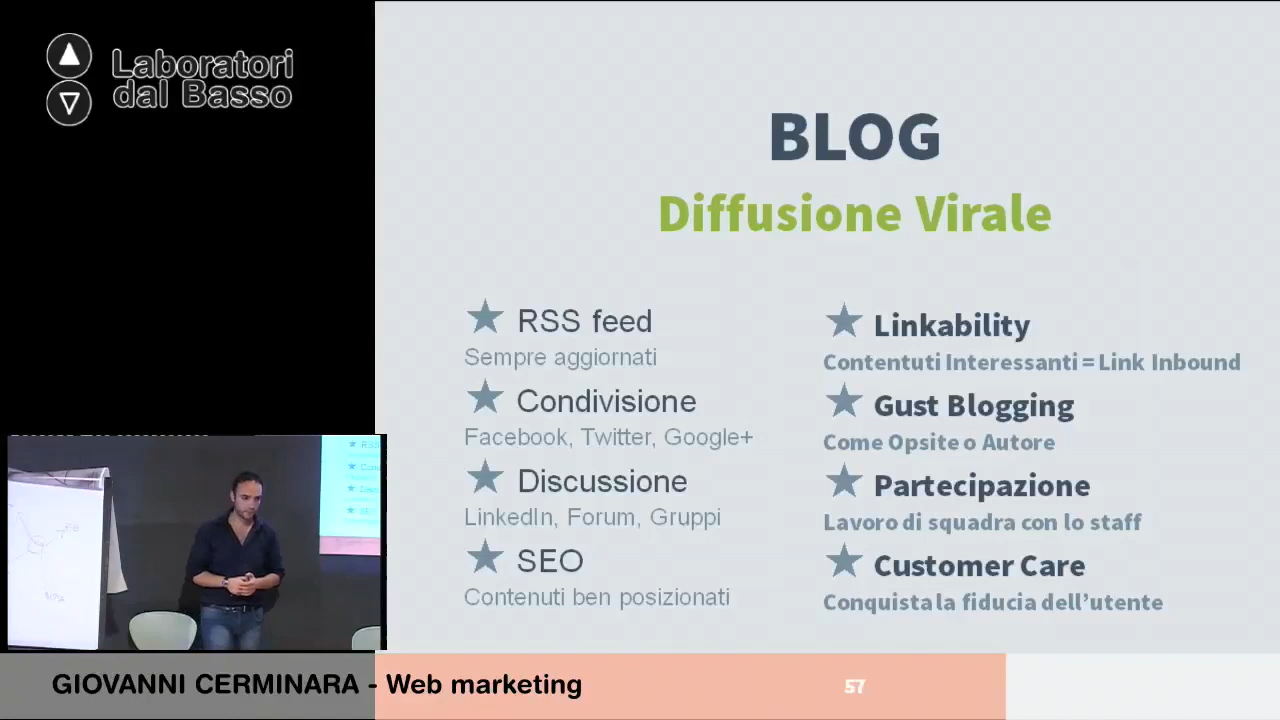 Laboratori
dal Basso
BLOG
Diffusione Virale
RSS feed
Sempre aggiornati
Condivisione
Facebook, Twitter, Google+
Discussione
LinkedIn, Forum, Gruppi
SEO
Contenuti ben posizionati
Linkability
Contentuti Interessanti = Link Inbound
Gust Blogging
Come Opsite o Autore
Partecipazione
Lavoro di squadra con lo staff
Customer Care
Conquista la fiducia dell’utente
GIOVANNI CERMINARA - Web marketing
57